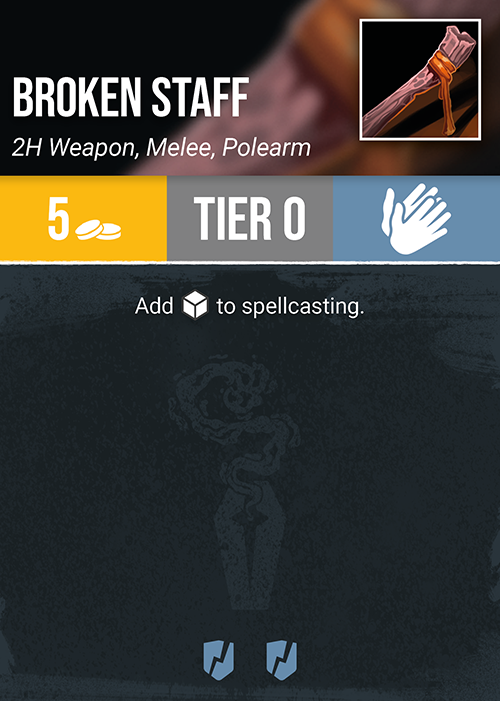 BROKEN STAFF
2H Weapon, Melee, Polearm
5 TIER 0
Add to spellcasting.